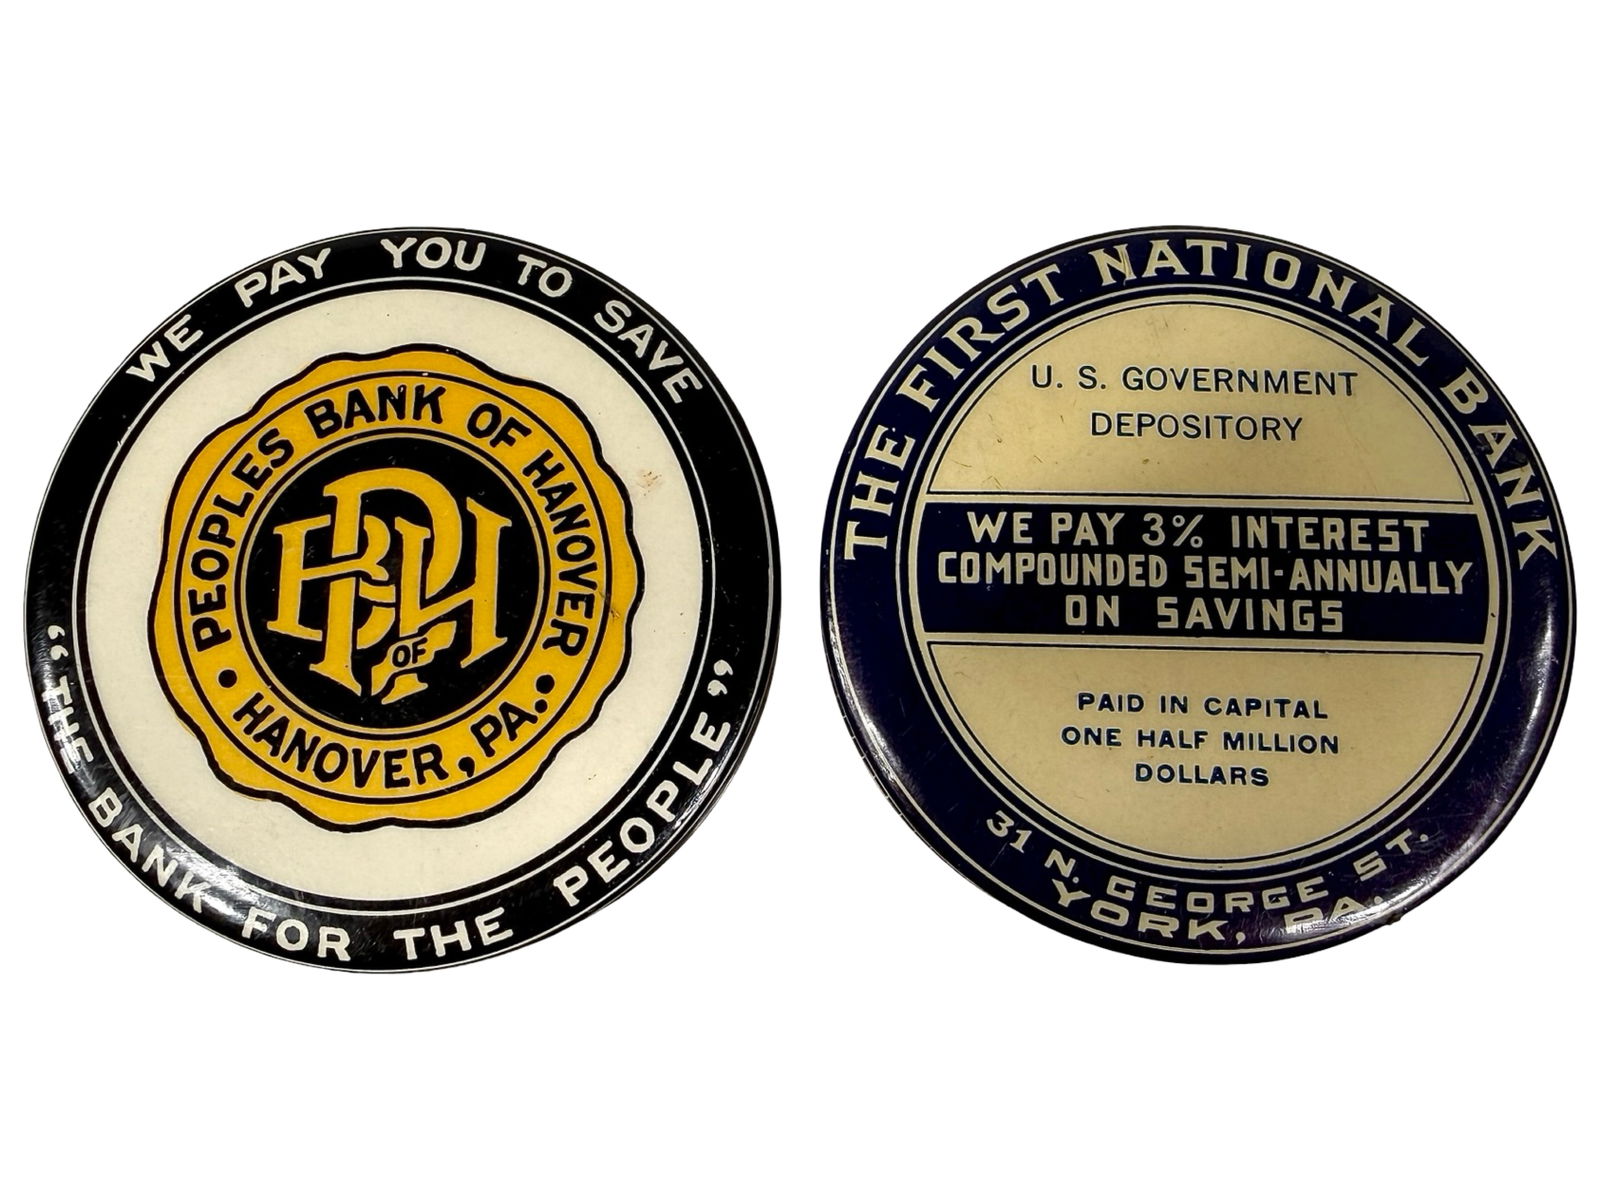 WE PAY YOU TO SAVE
PEOPLES BANK OF HANOVER
PBH
OF
• HANOVER, PA. •
"THE BANK FOR THE PEOPLE"
THE FIRST NATIONAL BANK
U. S. GOVERNMENT
DEPOSITORY
WE PAY 3% INTEREST
COMPOUNDED SEMI-ANNUALLY
ON SAVINGS
PAID IN CAPITAL
ONE HALF MILLION
DOLLARS
31 N. GEORGE ST.
YORK, PA.